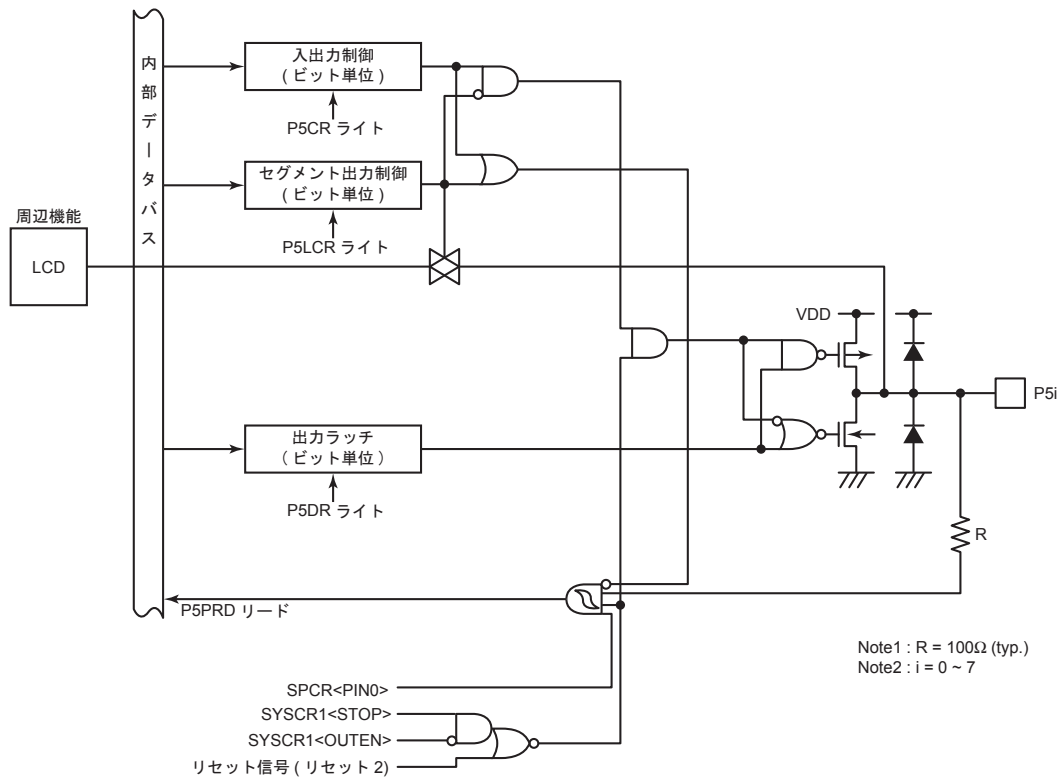 内部データバス
入出力制御
( ビット単位 )
P5CR ライト
セグメント出力制御
( ビット単位 )
P5LCR ライト
周辺機能
LCD
VDD
P5i
出力ラッチ
( ビット単位 )
P5DR ライト
R
P5PRD リード
Note1 : R = 100Ω (typ.)
Note2 : i = 0 ~ 7
SPCR<PIN0>
SYSCR1<STOP>
SYSCR1<OUTEN>
リセット信号 ( リセット 2)